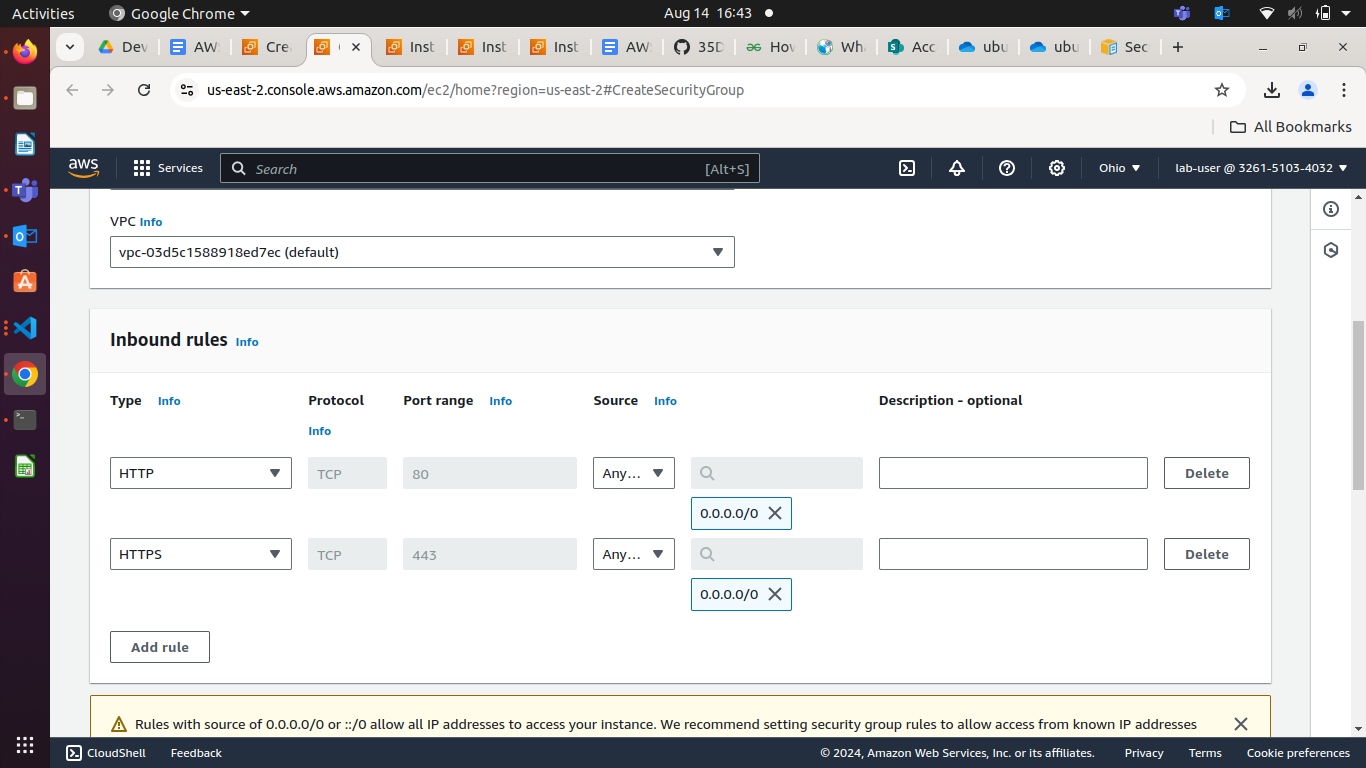 Activities
Google Chrome
Aug 14 16:43
Dev
AWS
Cre
Inst
Inst
Inst
AWS
35D
How
Wha
Acc
ubu
ubu
Sec
us-east-2.console.aws.amazon.com/ec2/home?region=us-east-2#CreateSecurityGroup
All Bookmarks
aws
Services
Search
[Alt+S]
Ohio
lab-user @ 3261-5103-4032
VPC Info
vpc-03d5c1588918ed7ec (default)
Inbound rules Info
Type Info
Protocol
Info
Port range Info
Source Info
Description - optional
HTTP
TCP
80
Any...
0.0.0.0/0
Delete
HTTPS
TCP
443
Any...
0.0.0.0/0
Delete
Add rule
Rules with source of 0.0.0.0/0 or ::/0 allow all IP addresses to access your instance. We recommend setting security group rules to allow access from known IP addresses
CloudShell
Feedback
© 2024, Amazon Web Services, Inc. or its affiliates.
Privacy
Terms
Cookie preferences